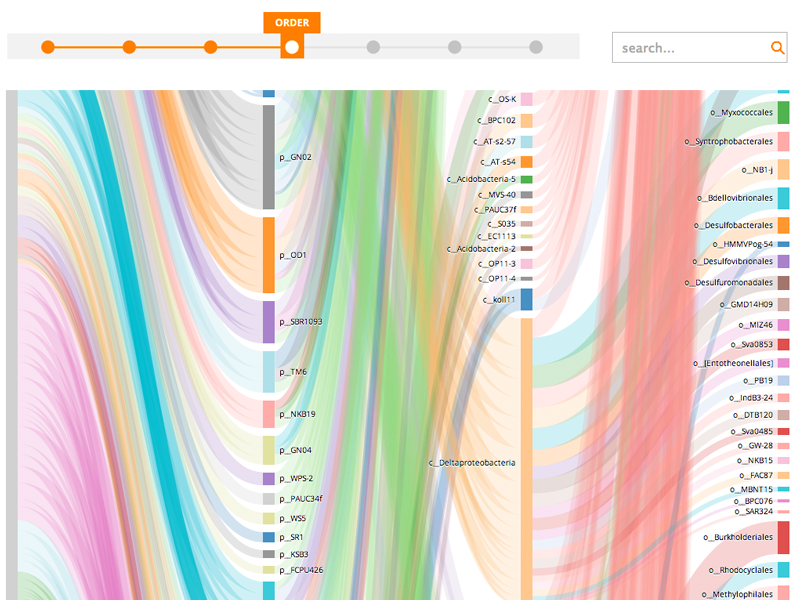 ORDER
search...
p__GN02
p__OD1
p__SBR1093
p__TM6
p__NKB19
p__GN04
p__WPS-2
p__PAUC34f
p__WS5
p__SR1
p__KSB3
p__FCPU426
c__OS-K
c__BPC102
c__AT-s2-57
c__AT-s54
c__Acidobacteria-5
c__MVS-40
c__PAUC37f
c__S035
c__EC1113
c__Acidobacteria-2
c__OP11-3
c__OP11-4
c__koll11
c__Deltaproteobacteria
o__Myxococcales
o__Syntrophobacterales
o__NB1-j
o__Bdellovibrionales
o__Desulfobacterales
o__HMMVPog-54
o__Desulfovibrionales
o__Desulfuromonadales
o__GMD14H09
o__MIZ46
o__Sva0853
o__[Entotheonellales]
o__PB19
o__IndB3-24
o__DTB120
o__Sva0485
o__GW-28
o__NKB15
o__FAC87
o__MBNT15
o__BPC076
o__SAR324
o__Burkholderiales
o__Rhodocyclales
o__Methylophilales